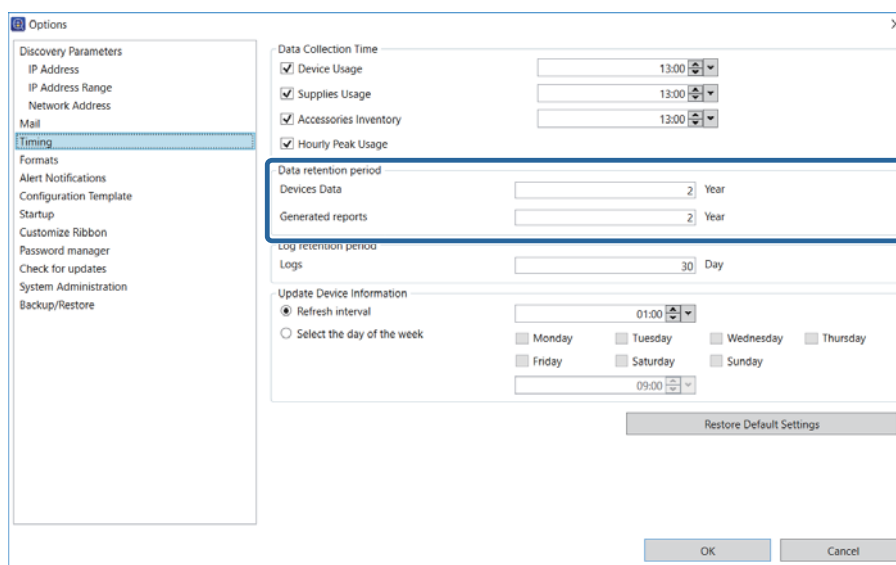 Options
Discovery Parameters
IP Address
IP Address Range
Network Address
Mail
Timing
Formats
Alert Notifications
Configuration Template
Startup
Customize Ribbon
Password manager
Check for updates
System Administration
Backup/Restore
Data Collection Time
Device Usage 13:00
Supplies Usage 13:00
Accessories Inventory 13:00
Hourly Peak Usage
Data retention period
Devices Data 2 Year
Generated reports 2 Year
Log retention period
Logs 30 Day
Update Device Information
Refresh interval 01:00
Select the day of the week Monday Tuesday Wednesday Thursday
Friday Saturday Sunday
09:00
Restore Default Settings
OK Cancel